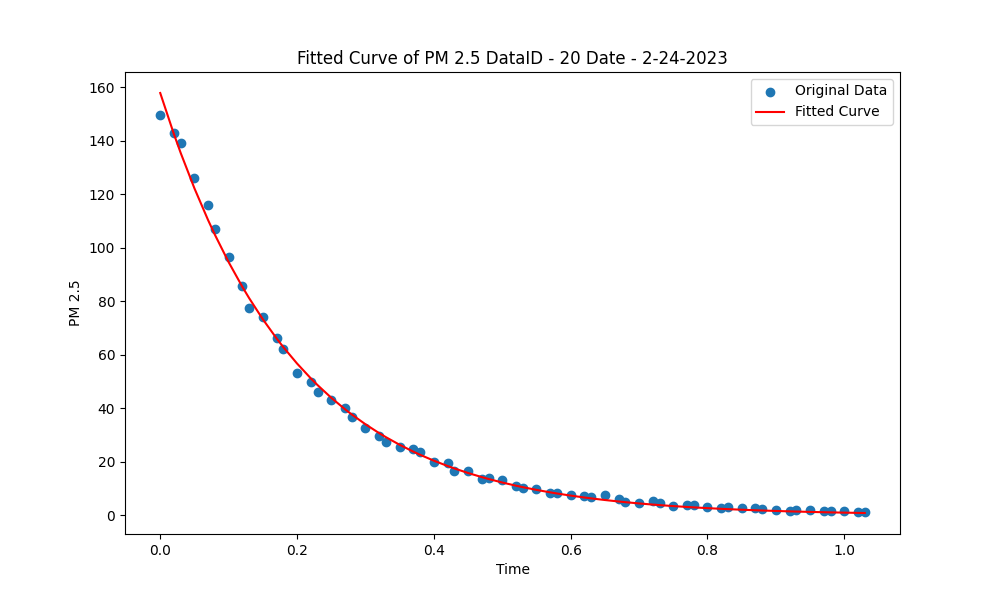 Fitted Curve of PM 2.5 DataID - 20 Date - 2-24-2023
Original Data
Fitted Curve
160
140
120
100
80
60
40
20
0
PM 2.5
0.0 0.2 0.4 0.6 0.8 1.0
Time